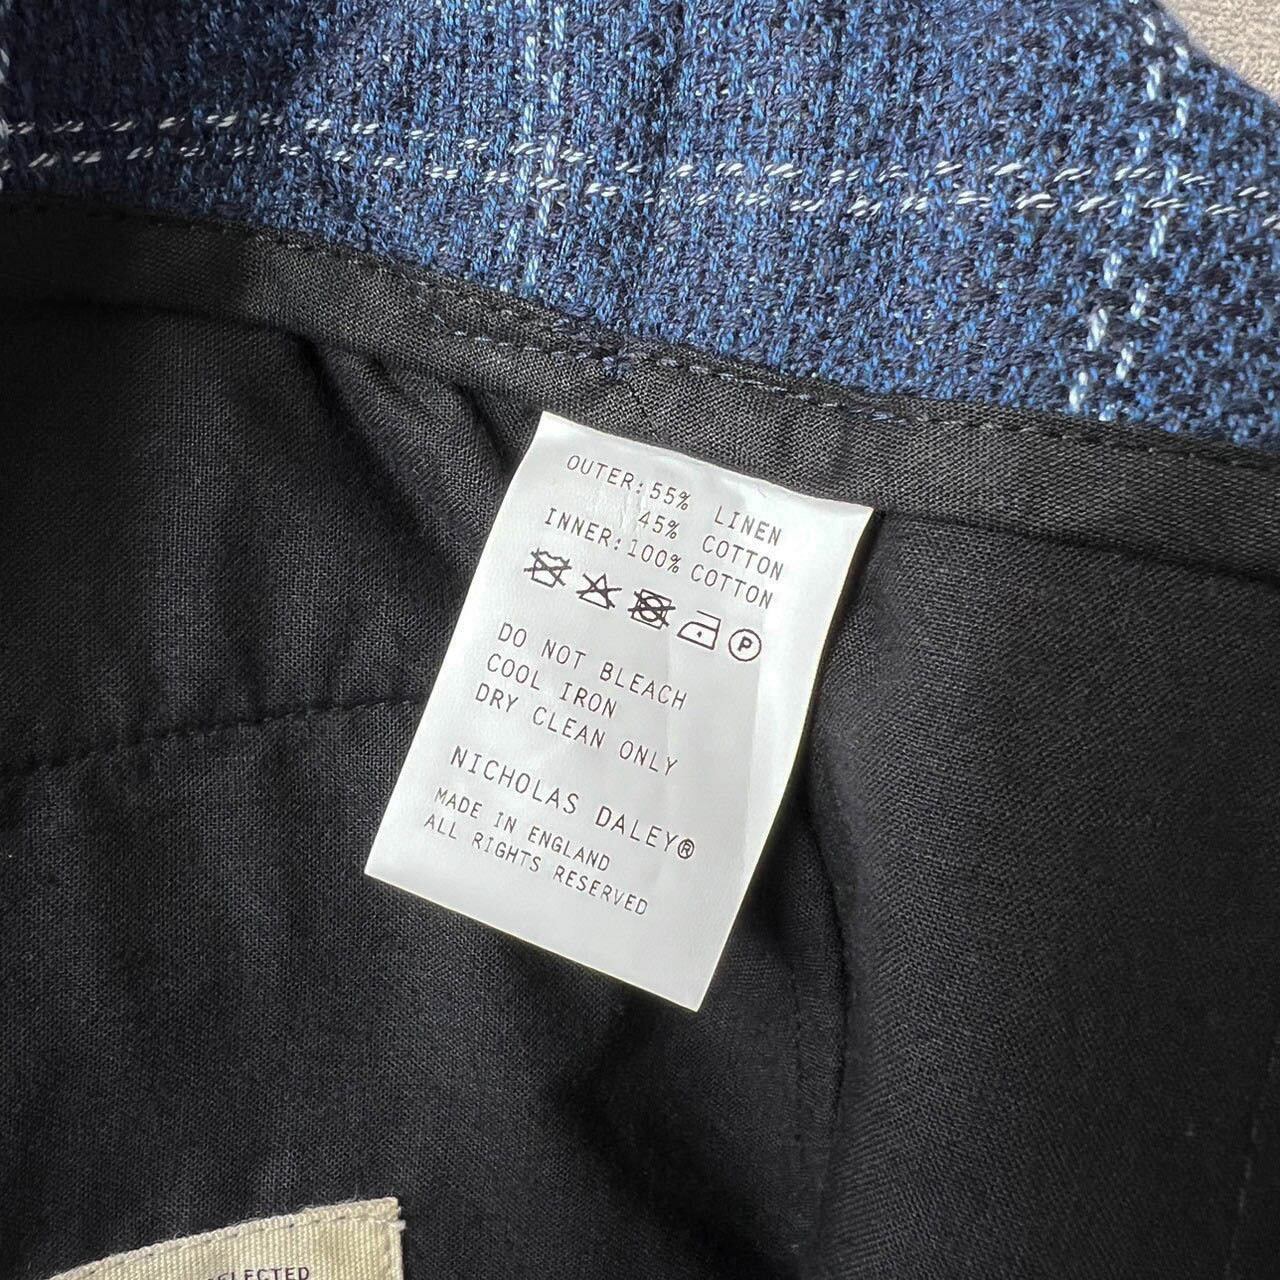 OUTER: 55% LINEN
45% COTTON
INNER: 100% COTTON
P
DO NOT BLEACH
COOL IRON
DRY CLEAN ONLY
NICHOLAS DALEY®
MADE IN ENGLAND
ALL RIGHTS RESERVED